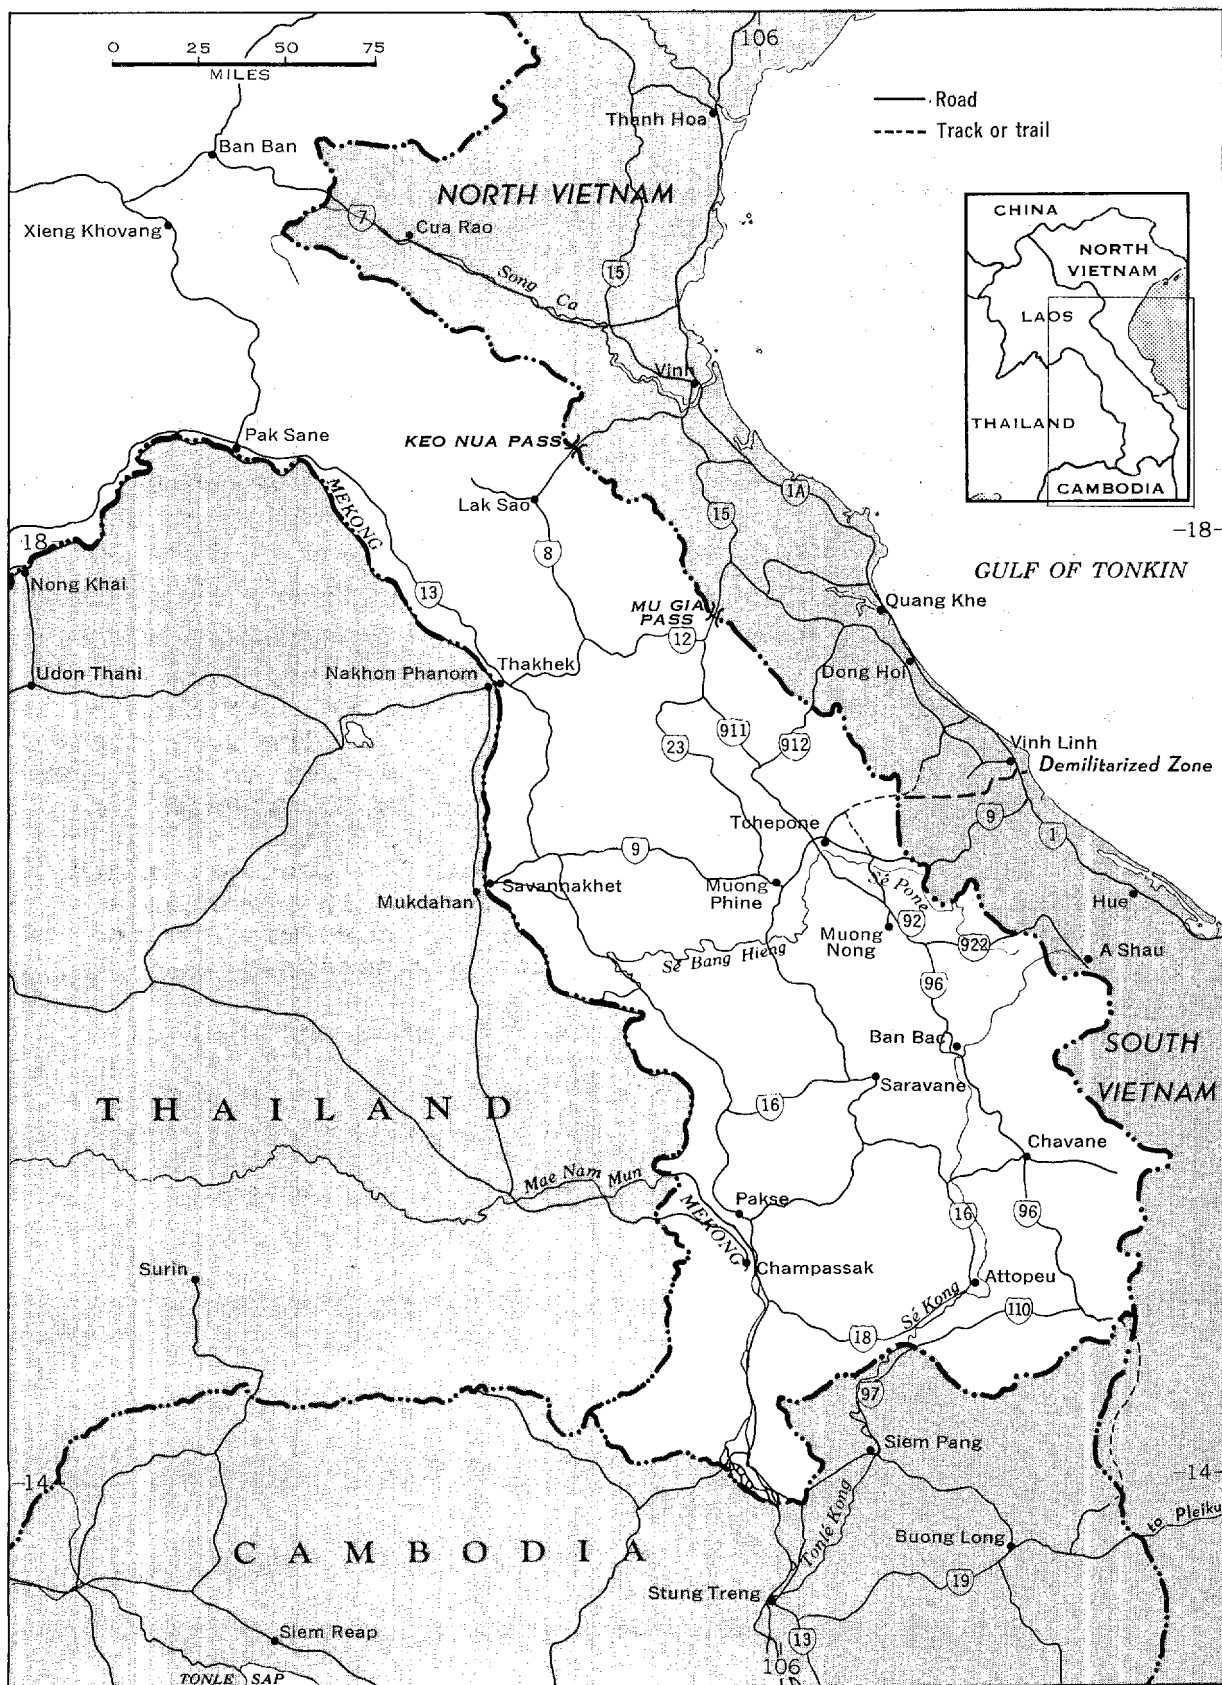 0 25 50 75
MILES
106
Road
Track or trail
Thanh Hoa
Ban Ban
NORTH VIETNAM
7
Cua Rao
Xieng Khovang
15
Song Ca
CHINA
NORTH
VIETNAM
LAOS
THAILAND
CAMBODIA
Vinh
Pak Sane
KEO NUA PASS
MEKONG
Lak Sao
1A
15
18
18
8
Nong Khai
13
GULF OF TONKIN
MU GIA
PASS
Quang Khe
12
Udon Thani
Nakhon Phanom
Thakhek
Dong Hoi
911
23
912
Vinh Linh
Demilitarized Zone
9
1
Tchepone
9
Savannakhet
Mukdahan
Muong
Phine
Sé Pone
Hue
92
Muong
Nong
922
A Shau
Sé Bang Hieng
96
Ban Bac
SOUTH
VIETNAM
Saravane
THAILAND
16
Chavane
Mae Nam Mun
MEKONG
Pakse
16
96
Surin
Champassak
Attopeu
Sé Kong
110
18
97
Siem Pang
14
14
to Pleiku
Tonlé Kong
Buong Long
CAMBODIA
Stung Treng
19
Siem Reap
13
106
TONLE SAP